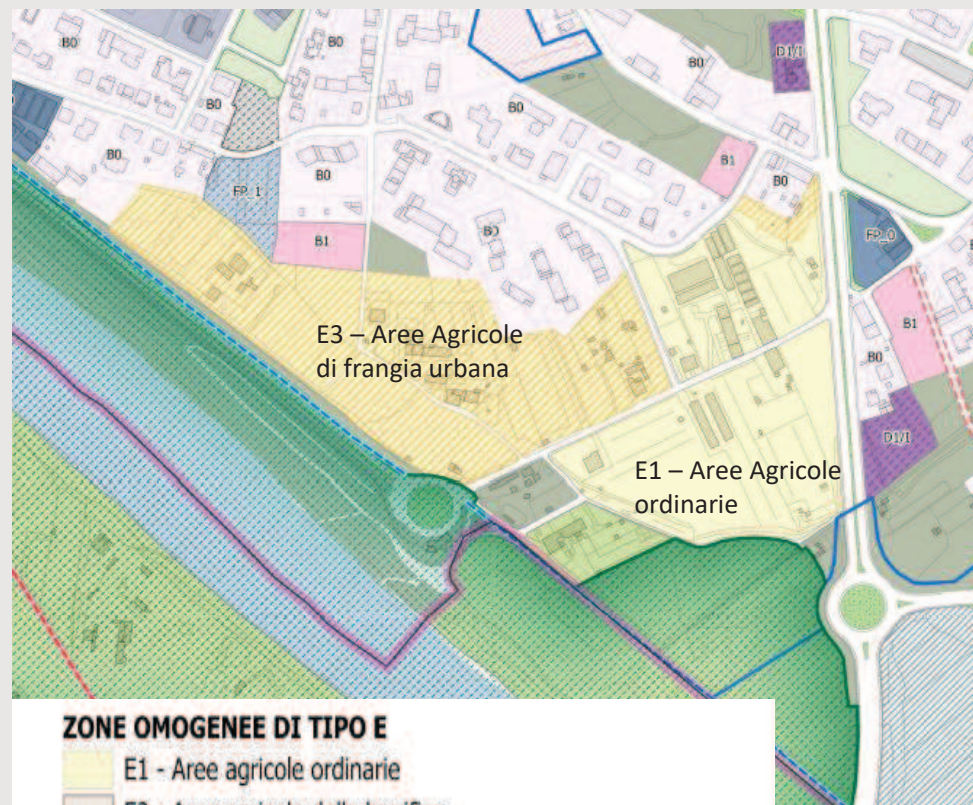 B0
B0
B0
D1/I
B0
B0
B0
B1
B0
FP_1
B0
B1
B0
FP_0
E3 – Aree Agricole
di frangia urbana
B1
B0
D1/I
E1 – Aree Agricole
ordinarie
ZONE OMOGENEE DI TIPO E
E1 - Aree agricole ordinarie